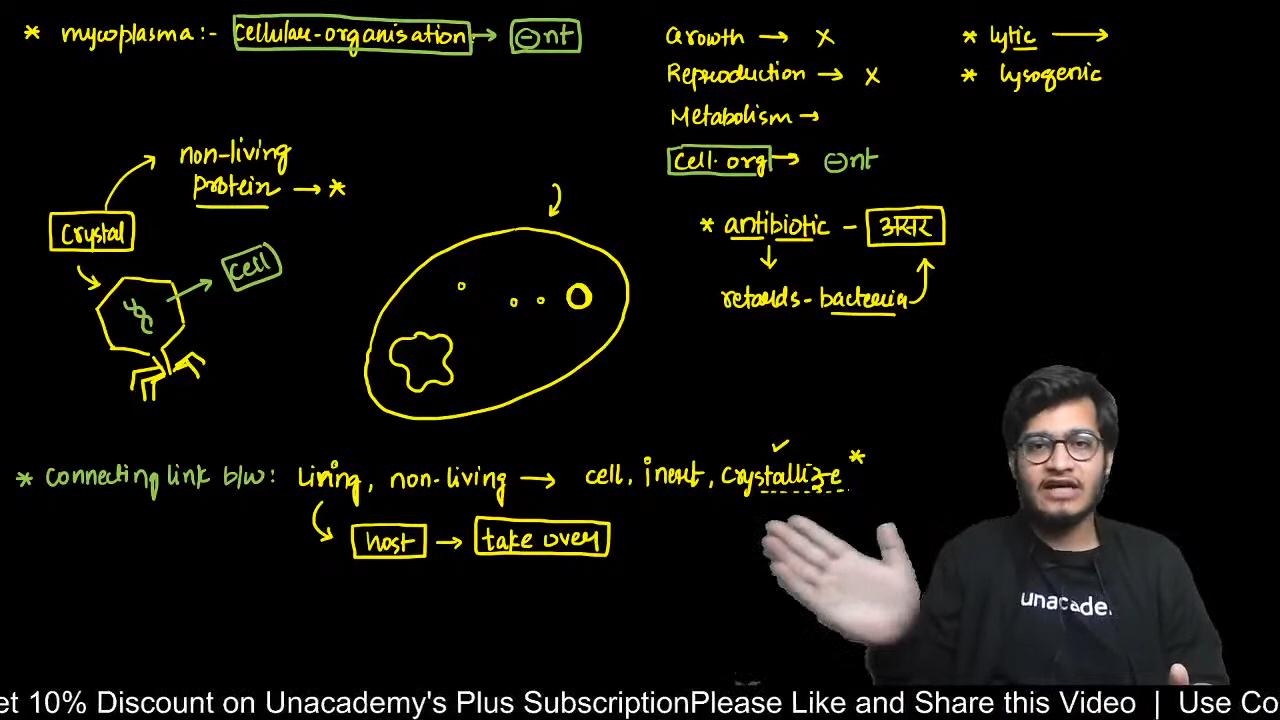 * mycoplasma:- cellular-organisation → ⊖nt
Growth → x
Reproduction → x
Metabolism →
Cell. org → ⊖nt
* lytic →
* lysogenic
non-living
protein → *
Crystal
cell
* antibiotic - असर
retards - bacteria
* Connecting link b/w: Living, non-living → cell, inert, crystallize *
host → take over
unacade
et 10% Discount on Unacademy's Plus SubscriptionPlease Like and Share this Video | Use Co